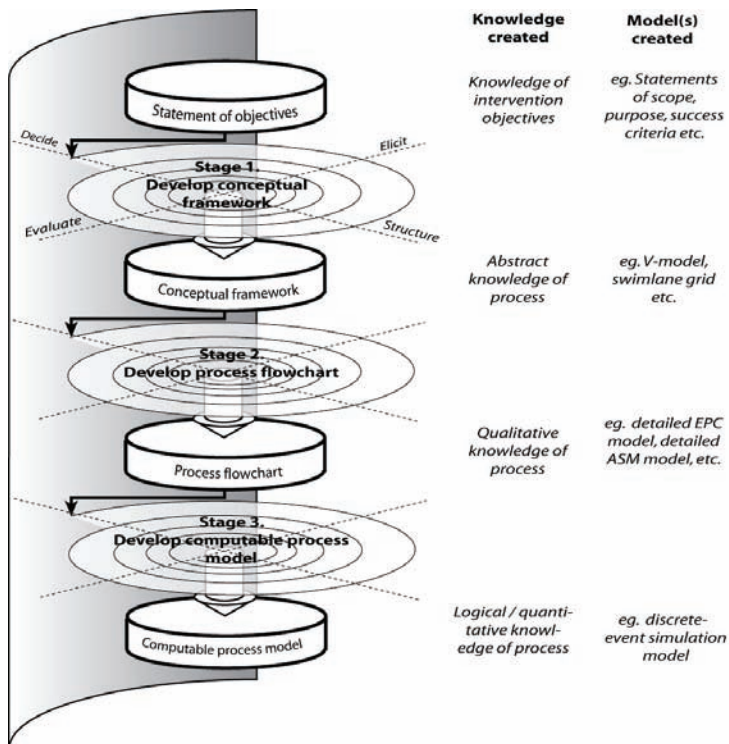 Knowledge
created
Model(s)
created
Statement of objectives
Knowledge of
intervention
objectives
eg. Statements
of scope,
purpose, success
criteria etc.
Decide
Elicit
Stage 1.
Develop conceptual
framework
Evaluate
Structure
Conceptual framework
Abstract
knowledge of
process
eg. V-model,
swimlane grid
etc.
Stage 2.
Develop process flowchart
Process flowchart
Qualitative
knowledge of
process
eg. detailed EPC
model, detailed
ASM model, etc.
Stage 3.
Develop computable process
model
Computable process model
Logical / quanti-
tative knowl-
edge of process
eg. discrete-
event simulation
model